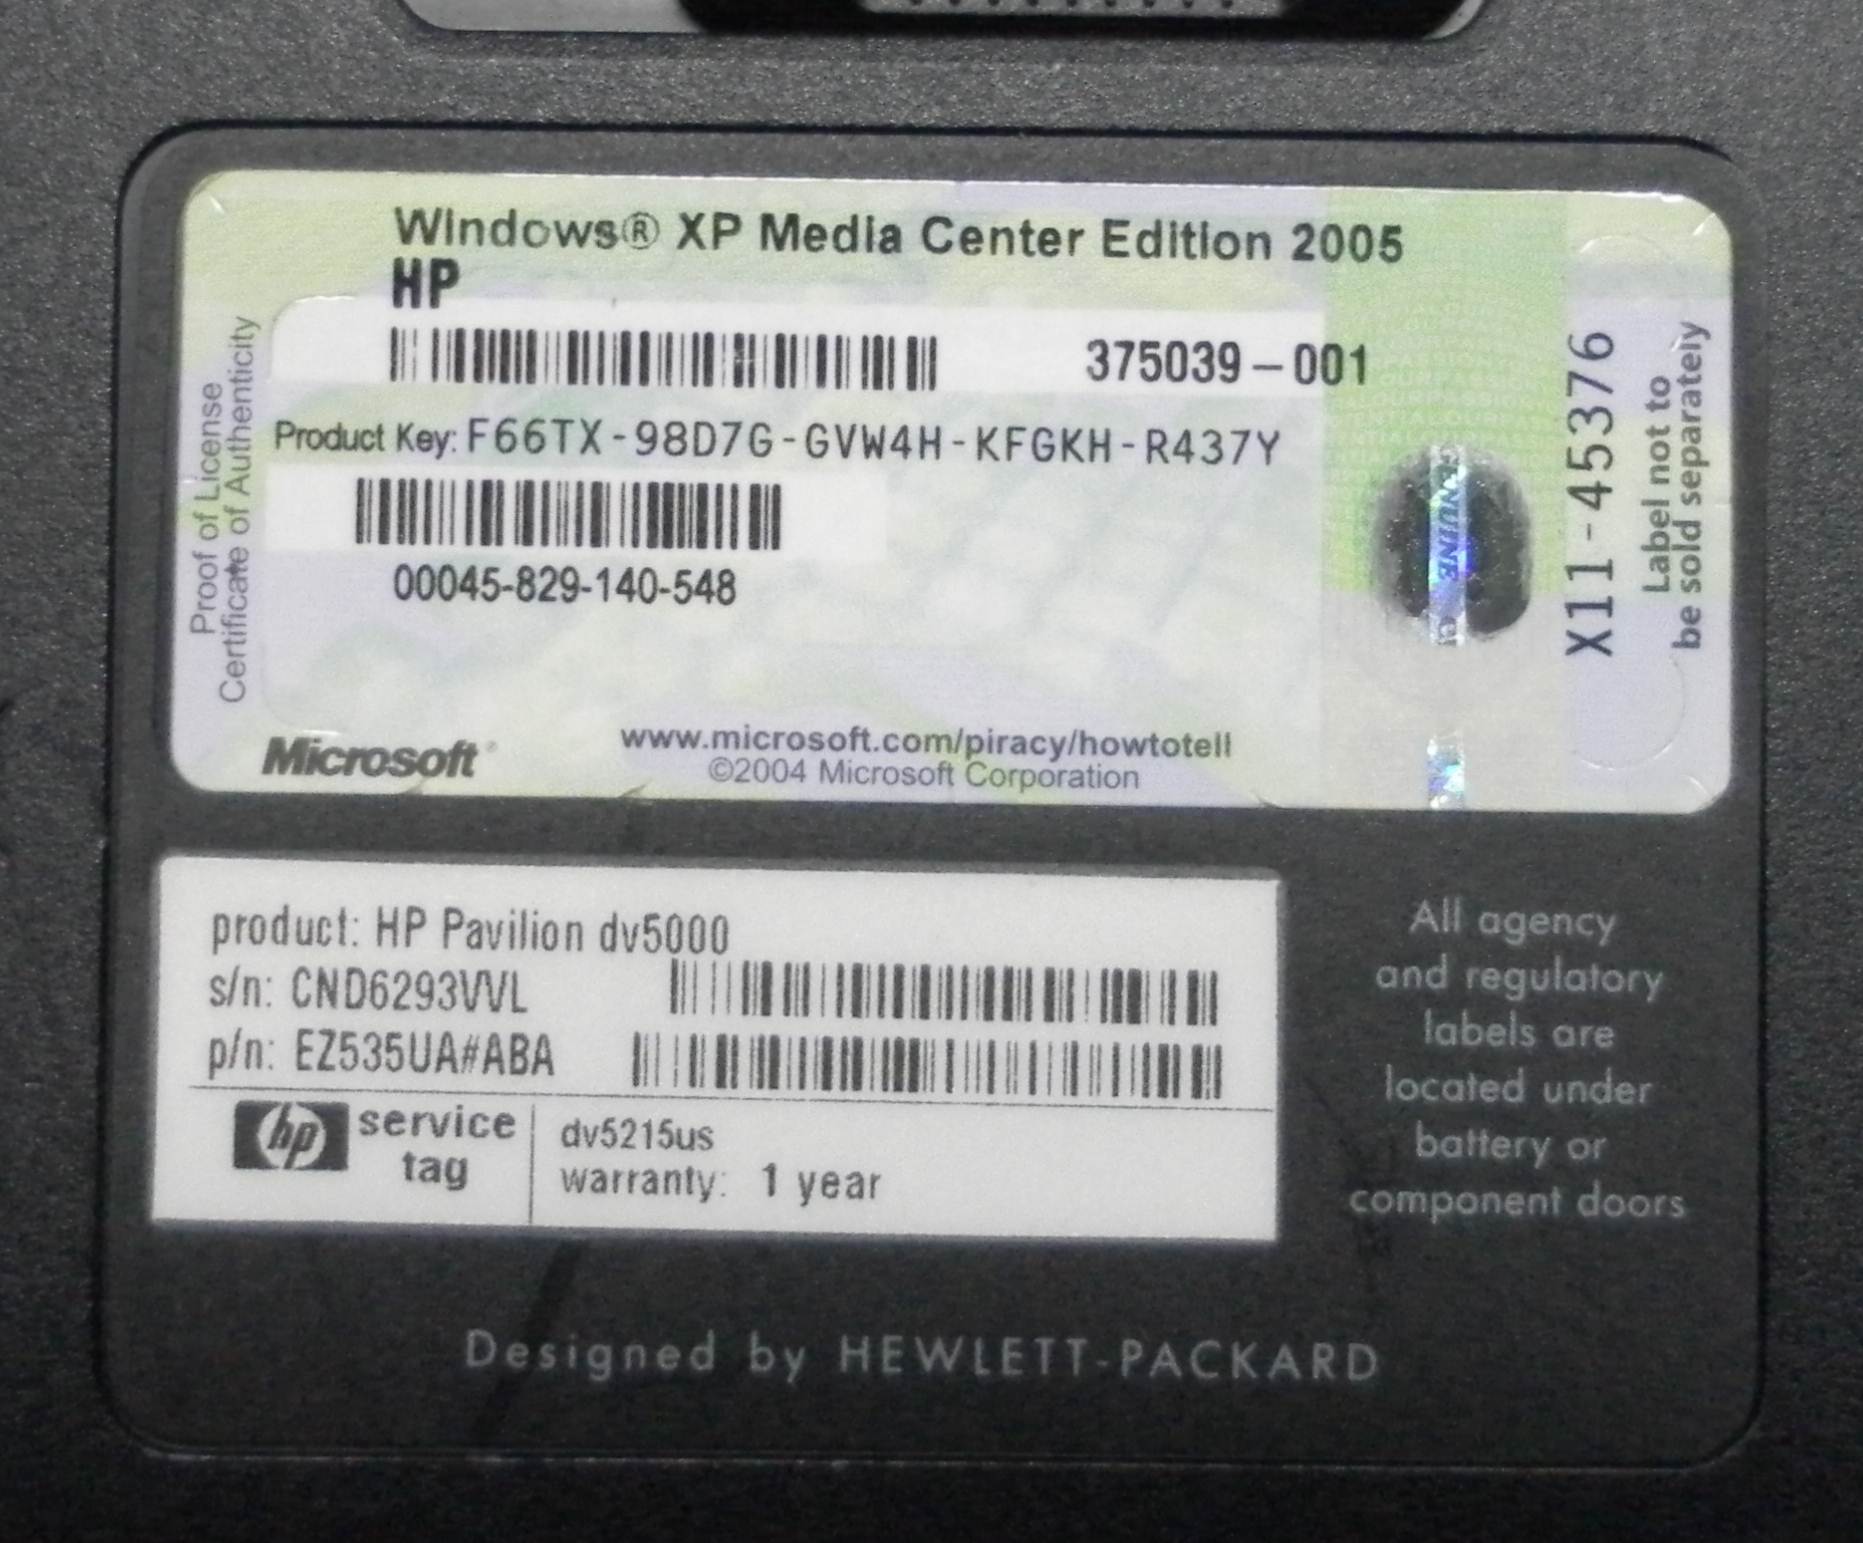 Windows® XP Media Center Edition 2005
HP
375039-001
Product Key: F66TX-98D7G-GVW4H-KFGKH-R437Y
00045-829-140-548
Proof of License
Certificate of Authenticity
Microsoft®
www.microsoft.com/piracy/howtotell
©2004 Microsoft Corporation
GENUINE
X11-45376
Label not to
be sold separately
product: HP Pavilion dv5000
s/n: CND6293VVL
p/n: EZ535UA#ABA
hp service
tag
dv5215us
warranty: 1 year
All agency
and regulatory
labels are
located under
battery or
component doors
Designed by HEWLETT-PACKARD